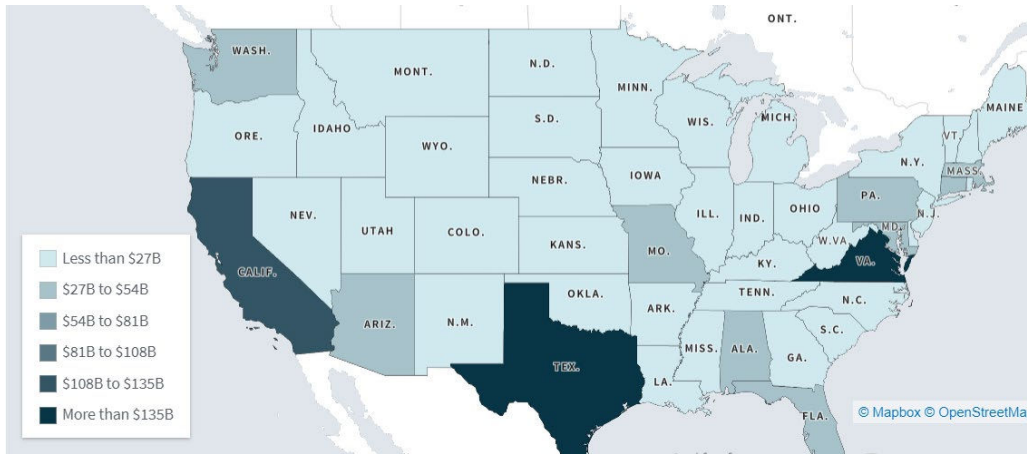 ONT.
WASH.
MONT.
N.D.
MINN.
MAINE
ORE.
IDAHO
S.D.
WIS.
MICH.
VT.
WYO.
N.Y.
MASS.
NEBR.
IOWA
PA.
NEV.
UTAH
COLO.
ILL.
IND.
OHIO
N.J.
MD.
KANS.
MO.
W.VA
VA.
KY.
CALIF.
ARIZ.
N.M.
OKLA.
ARK.
TENN.
N.C.
S.C.
TEX.
MISS.
ALA.
GA.
LA.
FLA.
Less than $27B
$27B to $54B
$54B to $81B
$81B to $108B
$108B to $135B
More than $135B
© Mapbox © OpenStreetMa